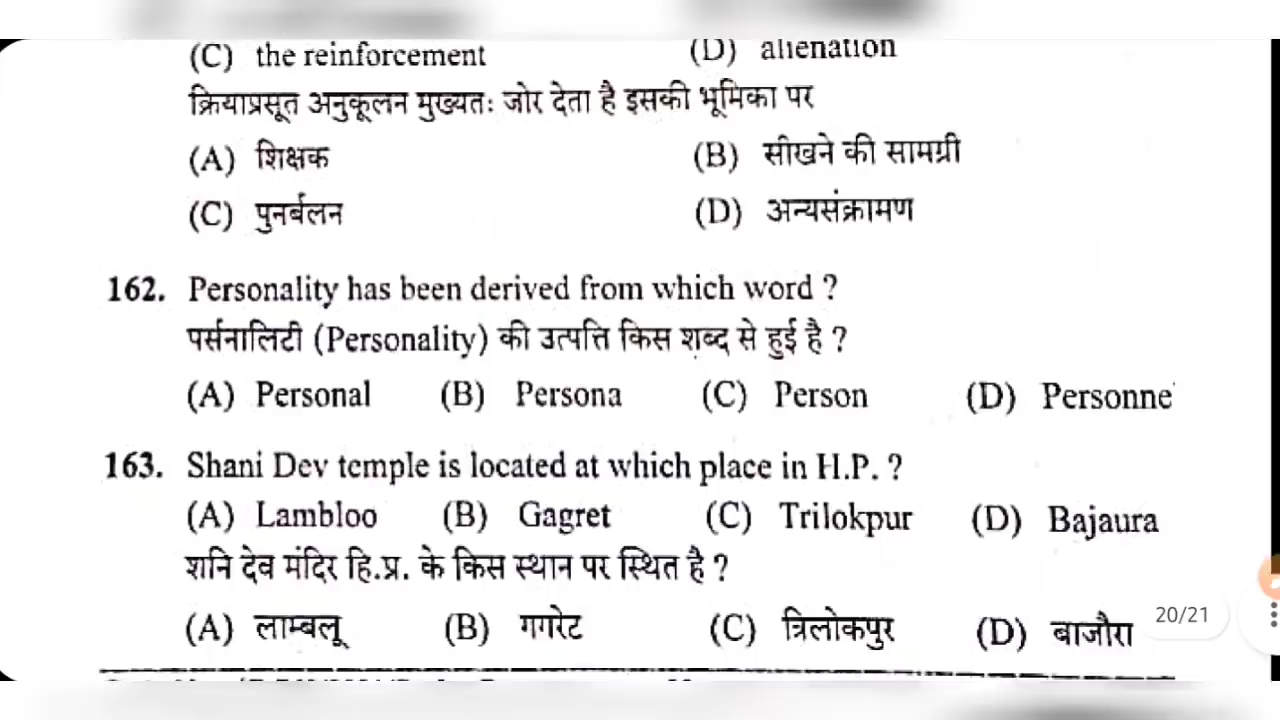 (C) the reinforcement (D) alienation
क्रियाप्रसूत अनुकूलन मुख्यतः जोर देता है इसकी भूमिका पर
(A) शिक्षक (B) सीखने की सामग्री
(C) पुनर्बलन (D) अन्यसंक्रामण
162. Personality has been derived from which word ?
पर्सनालिटी (Personality) की उत्पत्ति किस शब्द से हुई है ?
(A) Personal (B) Persona (C) Person (D) Personne
163. Shani Dev temple is located at which place in H.P. ?
(A) Lambloo (B) Gagret (C) Trilokpur (D) Bajaura
शनि देव मंदिर हि.प्र. के किस स्थान पर स्थित है ?
(A) लाम्बलू (B) गगरेट (C) त्रिलोकपुर (D) बाजौरा
20/21